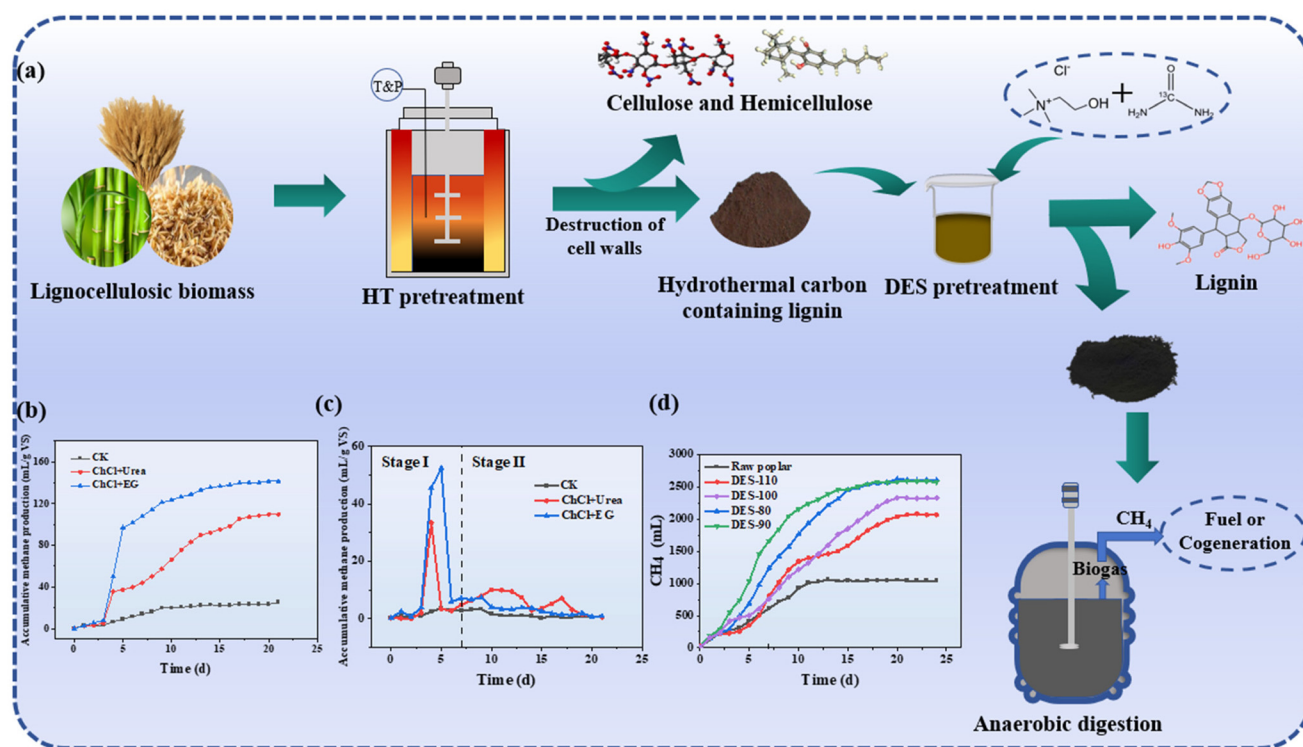 (a)
T&P
Cellulose and Hemicellulose
Cl⁻
N⁺
OH
+
O
13C
H₂N
NH₂
Lignocellulosic biomass
HT pretreatment
Destruction of
cell walls
Hydrothermal carbon
containing lignin
DES pretreatment
Lignin
(b)
Accumulative methane production (mL/g VS)
CK
ChCl+Urea
ChCl+EG
160
120
80
40
0
0 5 10 15 20 25
Time (d)
(c)
Accumulative methane production (mL/g VS)
Stage I
Stage II
CK
ChCl+Urea
ChCl+EG
60
40
20
0
0 5 10 15 20 25
Time (d)
(d)
CH₄ (mL)
Raw poplar
DES-110
DES-100
DES-80
DES-90
3000
2500
2000
1500
1000
500
0
0 5 10 15 20 25
Time (d)
CH₄
Biogas
Fuel or
Cogeneration
Anaerobic digestion